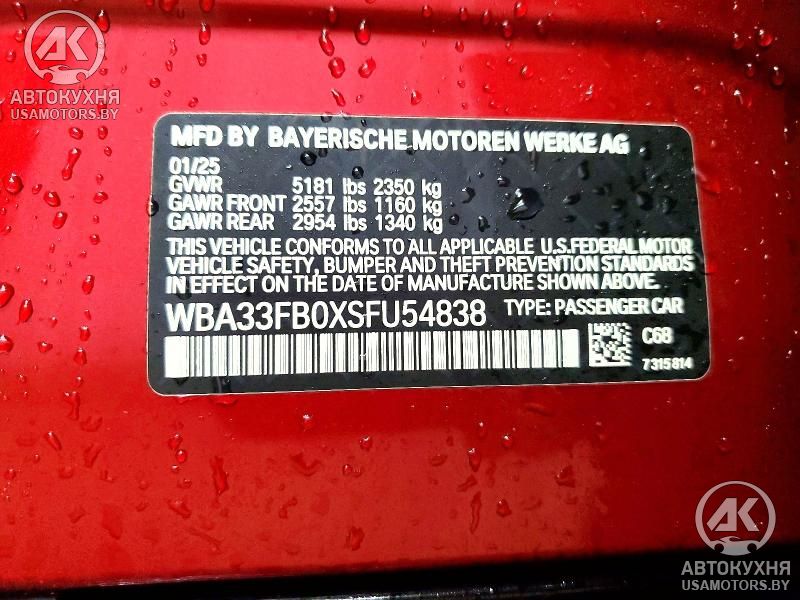 АК
АВТОКУХНЯ
USAMOTORS.BY
MFD BY BAYERISCHE MOTOREN WERKE AG
01/25
GVWR 5181 lbs 2350 kg
GAWR FRONT 2557 lbs 1160 kg
GAWR REAR 2954 lbs 1340 kg
THIS VEHICLE CONFORMS TO ALL APPLICABLE U.S.FEDERAL MOTOR
VEHICLE SAFETY, BUMPER AND THEFT PREVENTION STANDARDS
IN EFFECT ON THE DATE OF MANUFACTURE SHOWN ABOVE.
WBA33FB0XSFU54838 TYPE: PASSENGER CAR
C68
7315814
АК
АВТОКУХНЯ
USAMOTORS.BY